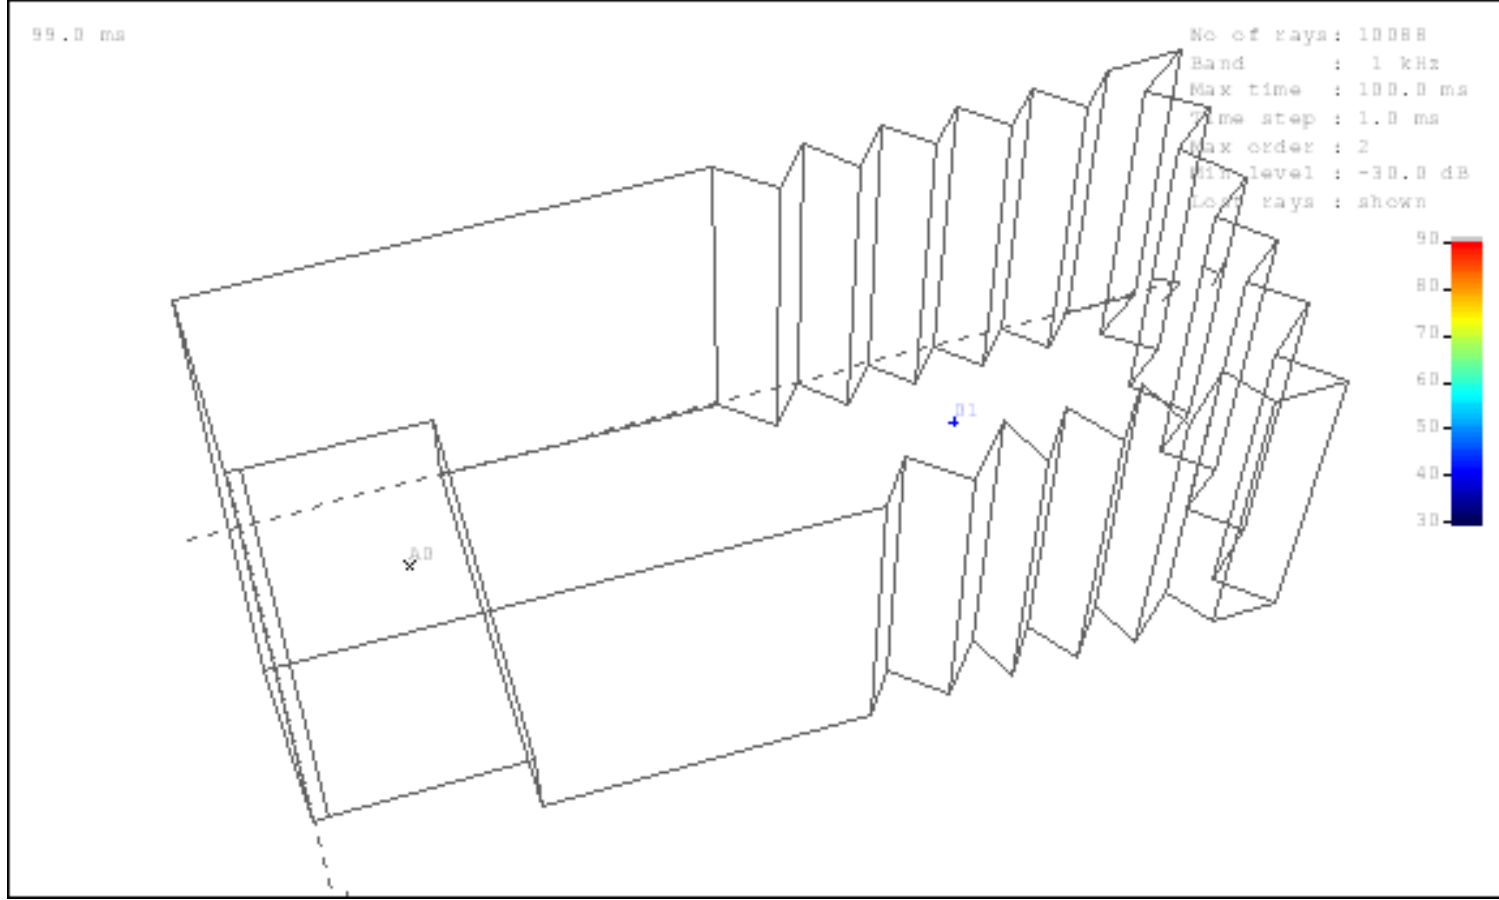 99.0 ms
No of rays: 10088
Band : 1 kHz
Max time : 100.0 ms
Time step : 1.0 ms
Max order : 2
Min level : -30.0 dB
Lost rays : shown
90
80
70
60
50
40
30
01
A0